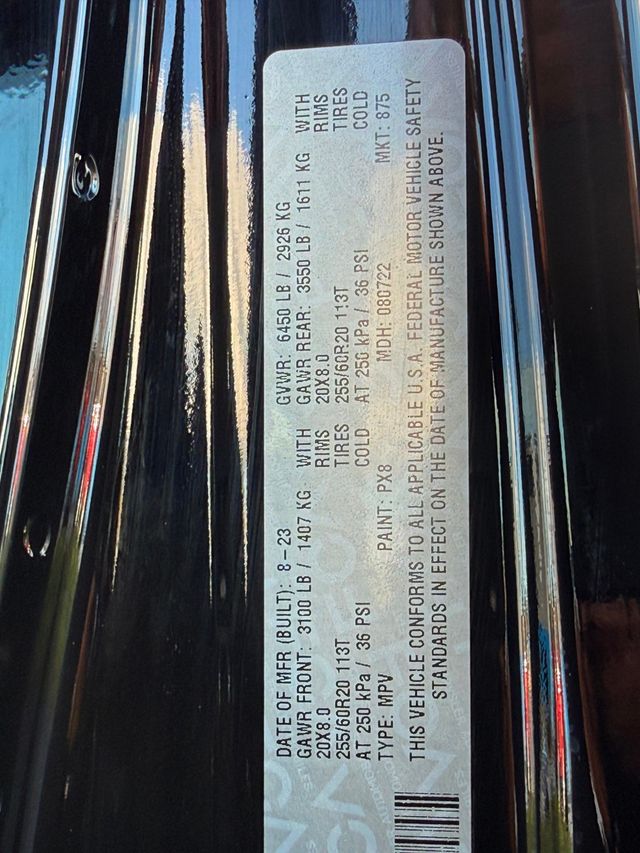 DATE OF MFR (BUILT): 8-23 GVWR: 6450 LB / 2926 KG
GAWR FRONT: 3100 LB / 1407 KG WITH GAWR REAR: 3550 LB / 1611 KG WITH
20X8.0 RIMS 20X8.0 RIMS
255/60R20 113T TIRES 255/60R20 113T TIRES
AT 250 kPa / 36 PSI COLD AT 250 kPa / 36 PSI COLD
TYPE: MPV PAINT: PX8 MDH: 080722 MKT: 875
THIS VEHICLE CONFORMS TO ALL APPLICABLE U.S.A. FEDERAL MOTOR VEHICLE SAFETY
STANDARDS IN EFFECT ON THE DATE OF MANUFACTURE SHOWN ABOVE.